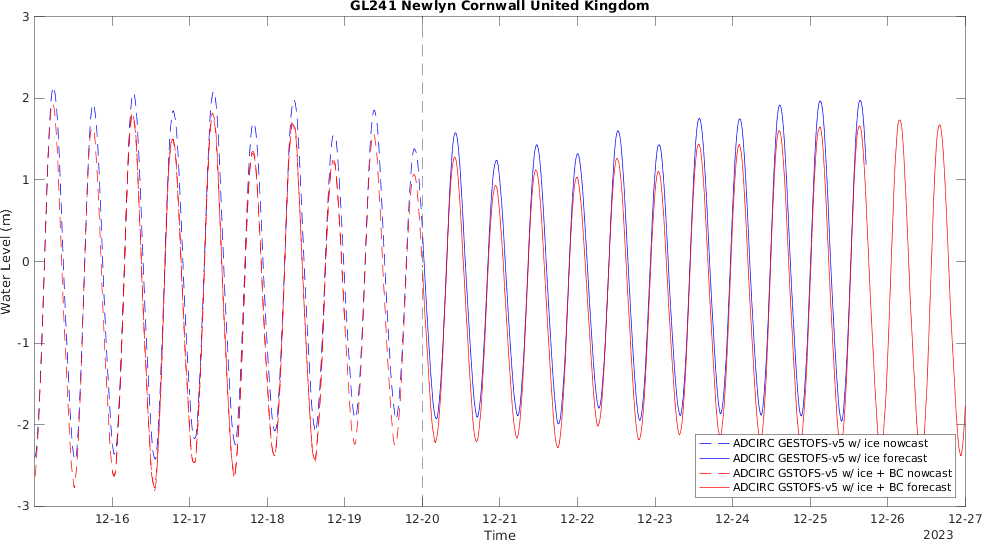 GL241 Newlyn Cornwall United Kingdom
3
2
1
0
-1
-2
-3
Water Level (m)
ADCIRC GESTOFS-v5 w/ ice nowcast
ADCIRC GESTOFS-v5 w/ ice forecast
ADCIRC GSTOFS-v5 w/ ice + BC nowcast
ADCIRC GSTOFS-v5 w/ ice + BC forecast
12-16 12-17 12-18 12-19 12-20 12-21 12-22 12-23 12-24 12-25 12-26 12-27
Time
2023